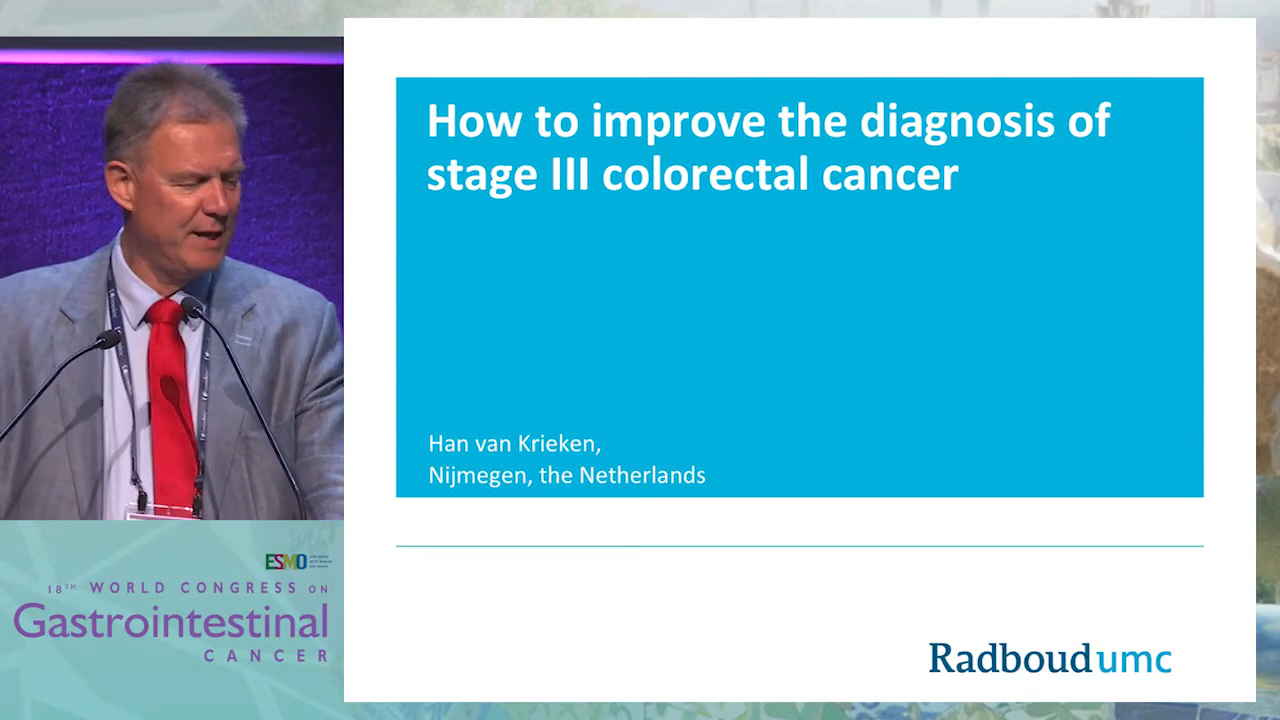 How to improve the diagnosis of
stage III colorectal cancer
Han van Krieken,
Nijmegen, the Netherlands
Radboudumc
ESMO
18TH WORLD CONGRESS ON
Gastrointestinal
CANCER